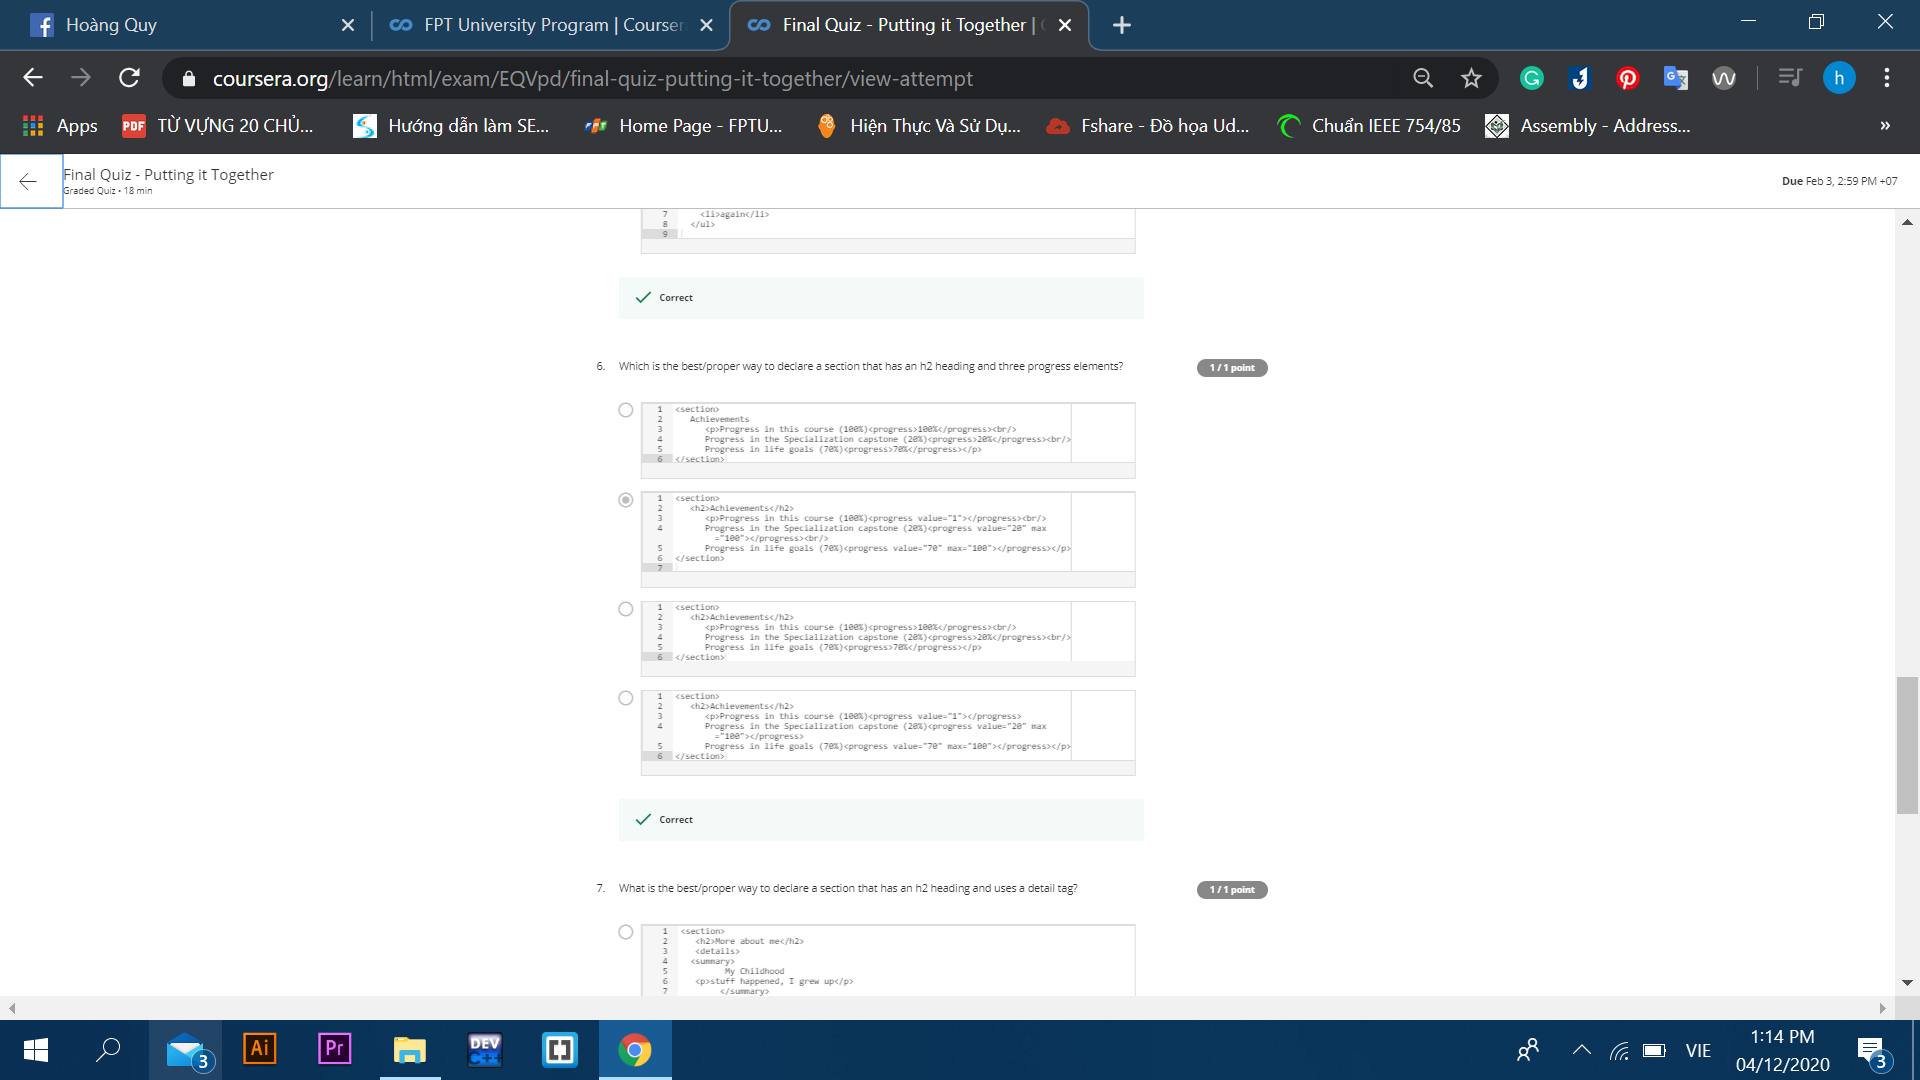 Hoàng Quy
FPT University Program | Courser
Final Quiz - Putting it Together |
coursera.org/learn/html/exam/EQVpd/final-quiz-putting-it-together/view-attempt
h
Apps
PDF
TỪ VỰNG 20 CHỦ...
Hướng dẫn làm SE...
Home Page - FPTU...
Hiện Thực Và Sử Dụ...
Fshare - Đồ họa Ud...
Chuẩn IEEE 754/85
Assembly - Address...
»
Final Quiz - Putting it Together
Graded Quiz • 18 min
Due Feb 3, 2:59 PM +07
7 <li>again</li>
8 </ul>
9
Correct
6. Which is the best/proper way to declare a section that has an h2 heading and three progress elements?
1 / 1 point
1 <section>
2 Achievements
3 <p>Progress in this course (100%)<progress>100%</progress><br/>
4 Progress in the Specialization capstone (20%)<progress>20%</progress><br/>
5 Progress in life goals (70%)<progress>70%</progress></p>
6 </section>
1 <section>
2 <h2>Achievements</h2>
3 <p>Progress in this course (100%)<progress value="1"></progress><br/>
4 Progress in the Specialization capstone (20%)<progress value="20" max
="100"></progress><br/>
5 Progress in life goals (70%)<progress value="70" max="100"></progress></p>
6 </section>
7
1 <section>
2 <h2>Achievements</h2>
3 <p>Progress in this course (100%)<progress>100%</progress><br/>
4 Progress in the Specialization capstone (20%)<progress>20%</progress><br/>
5 Progress in life goals (70%)<progress>70%</progress></p>
6 </section>
1 <section>
2 <h2>Achievements</h2>
3 <p>Progress in this course (100%)<progress value="1"></progress>
4 Progress in the Specialization capstone (20%)<progress value="20" max
="100"></progress>
5 Progress in life goals (70%)<progress value="70" max="100"></progress></p>
6 </section>
Correct
7. What is the best/proper way to declare a section that has an h2 heading and uses a detail tag?
1 / 1 point
1 <section>
2 <h2>More about me</h2>
3 <details>
4 <summary>
5 My Childhood
6 <p>stuff happened, I grew up</p>
7 </summary>
3
Ai
Pr
DEV
C++
VIE
1:14 PM
04/12/2020
3